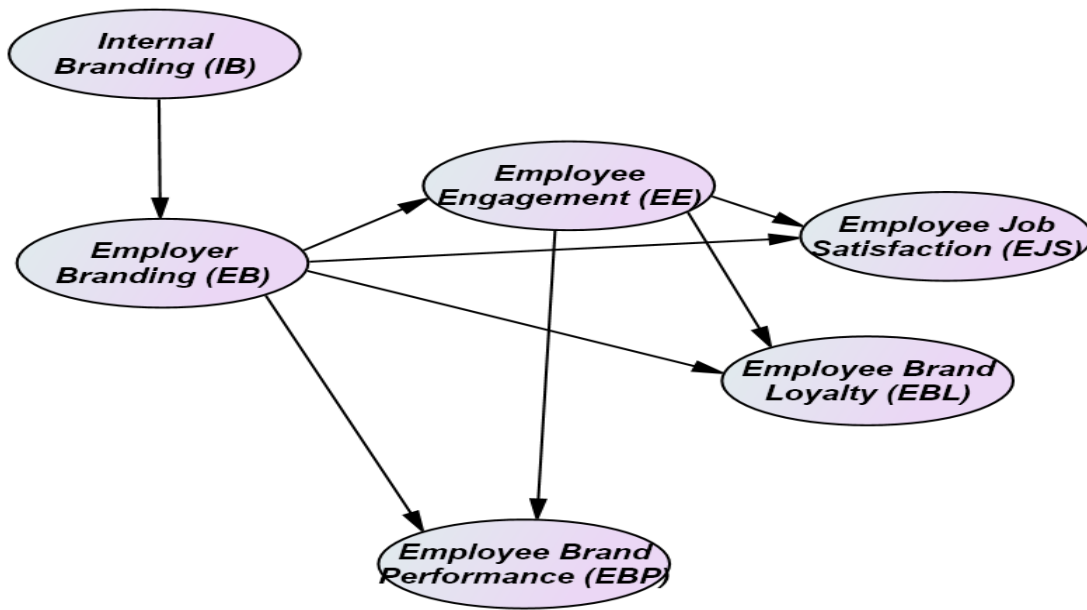 Internal
Branding (IB)
Employee
Engagement (EE)
Employer
Branding (EB)
Employee Job
Satisfaction (EJS)
Employee Brand
Loyalty (EBL)
Employee Brand
Performance (EBP)